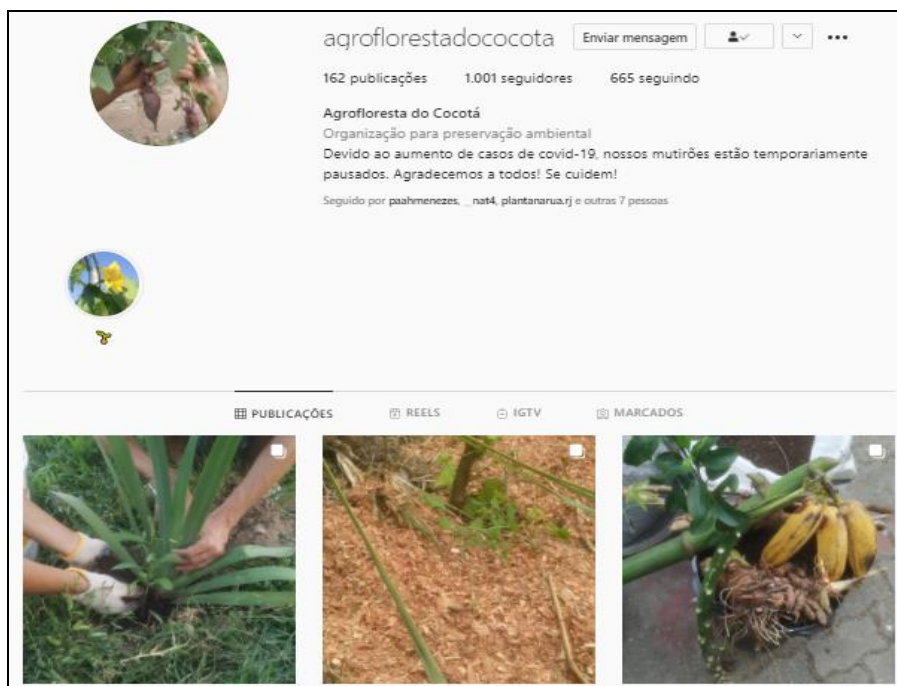 agroflorestadococota Enviar mensagem
162 publicações 1.001 seguidores 665 seguindo
Agrofloresta do Cocotá
Organização para preservação ambiental
Devido ao aumento de casos de covid-19, nossos mutirões estão temporariamente
pausados. Agradecemos a todos! Se cuidem!
Seguido por paahmenezes, _nat4, plantanarua.rj e outras 7 pessoas
PUBLICAÇÕES REELS IGTV MARCADOS